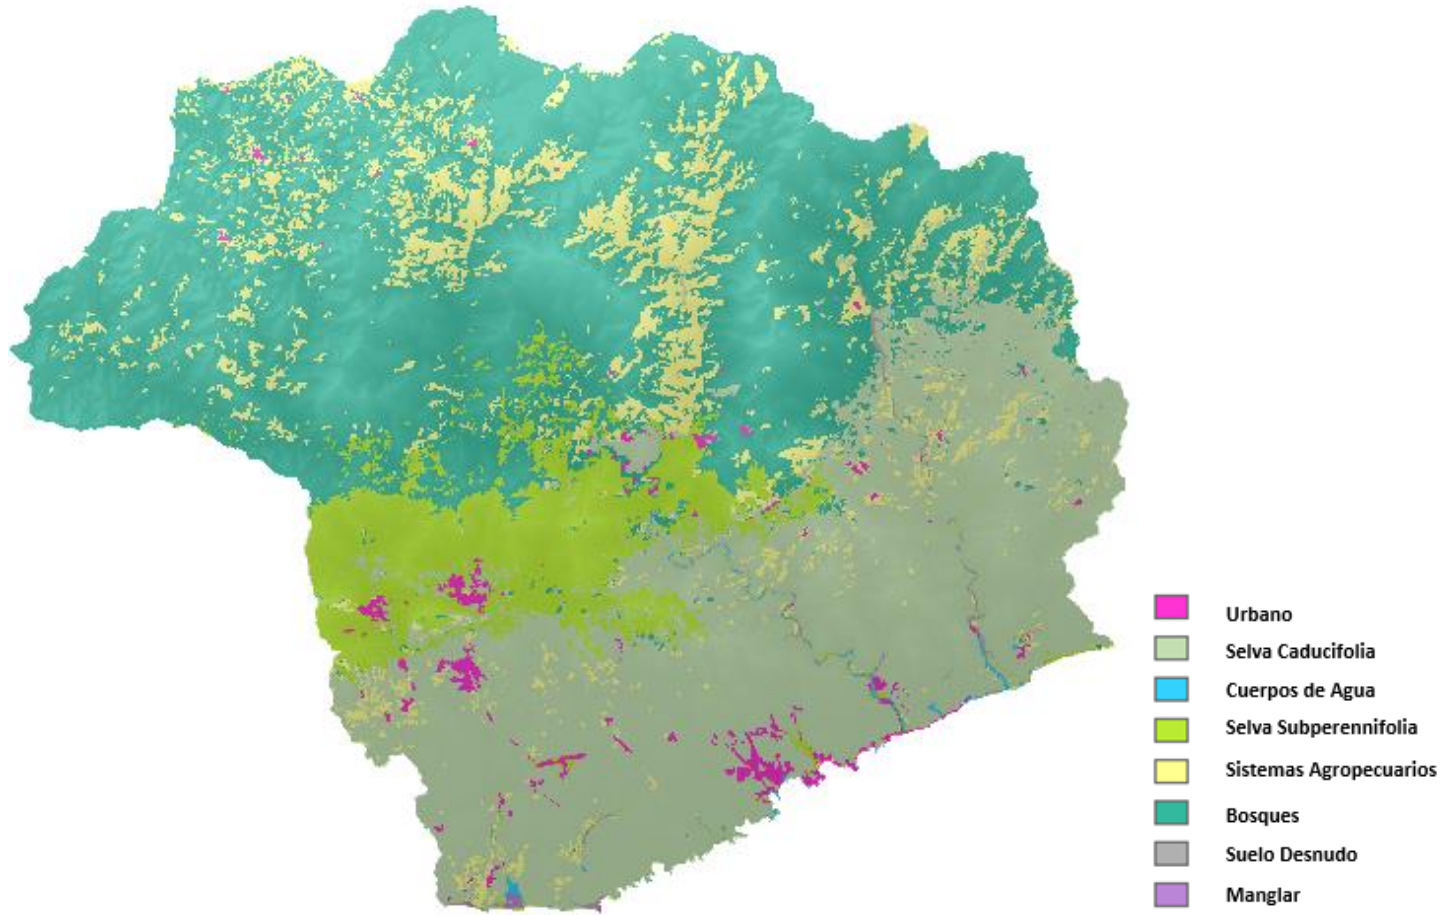 Urbano
Selva Caducifolia
Cuerpos de Agua
Selva Subperennifolia
Sistemas Agropecuarios
Bosques
Suelo Desnudo
Manglar